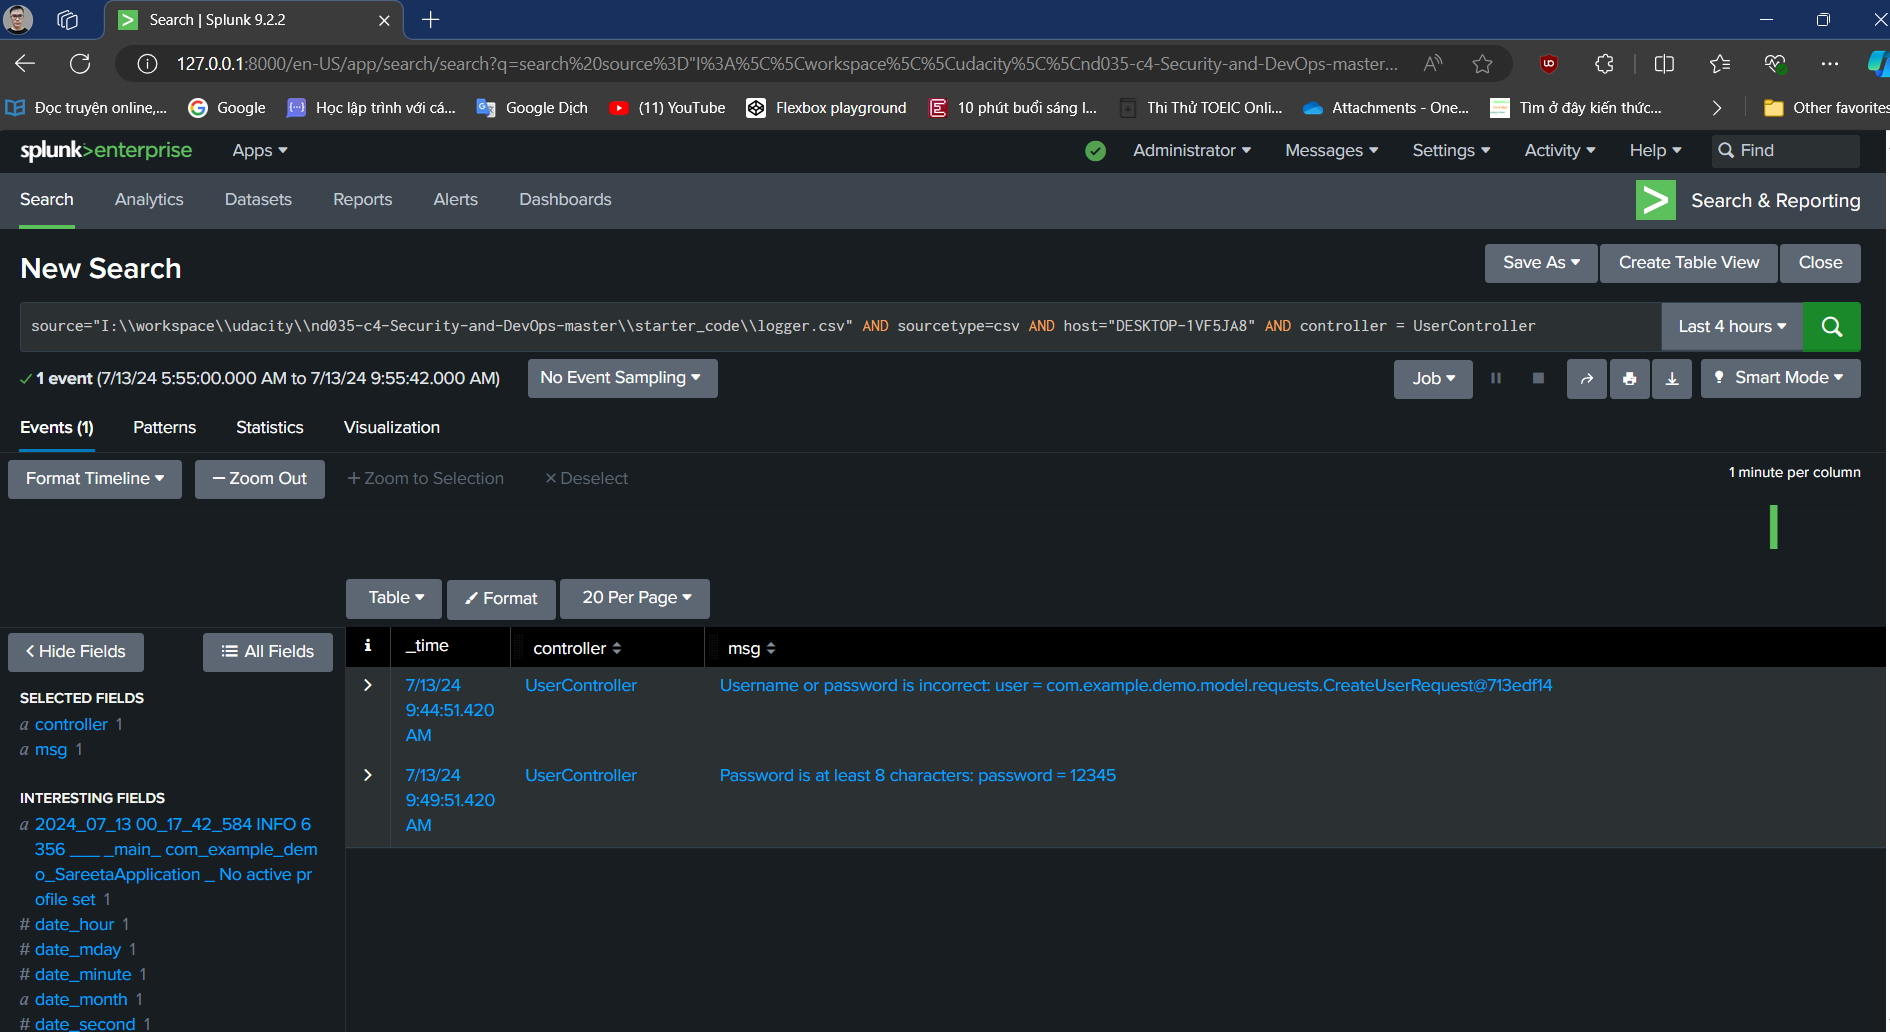 Search | Splunk 9.2.2
127.0.0.1:8000/en-US/app/search/search?q=search%20source%3D"I%3A%5C%5Cworkspace%5C%5Cudacity%5C%5Cnd035-c4-Security-and-DevOps-master...
Đọc truyện online,... Google Học lập trình với cá... Google Dịch (11) YouTube Flexbox playground 10 phút buổi sáng l... Thi Thử TOEIC Onli... Attachments - One... Tìm ở đây kiến thức... Other favorites
splunk>enterprise Apps Administrator Messages Settings Activity Help Find
Search Analytics Datasets Reports Alerts Dashboards Search & Reporting
New Search Save As Create Table View Close
source="I:\\workspace\\udacity\\nd035-c4-Security-and-DevOps-master\\starter_code\\logger.csv" AND sourcetype=csv AND host="DESKTOP-1VF5JA8" AND controller = UserController Last 4 hours
1 event (7/13/24 5:55:00.000 AM to 7/13/24 9:55:42.000 AM) No Event Sampling Job Smart Mode
Events (1) Patterns Statistics Visualization
Format Timeline − Zoom Out + Zoom to Selection × Deselect 1 minute per column
Table Format 20 Per Page
< Hide Fields All Fields
i _time controller msg
SELECTED FIELDS
a controller 1
a msg 1
INTERESTING FIELDS
a 2024_07_13 00_17_42_584 INFO 6
356 ___ _main_ com_example_dem
o_SareetaApplication _ No active pr
ofile set 1
# date_hour 1
# date_mday 1
# date_minute 1
a date_month 1
# date_second 1
7/13/24 UserController Username or password is incorrect: user = com.example.demo.model.requests.CreateUserRequest@713edf14
9:44:51.420
AM
7/13/24 UserController Password is at least 8 characters: password = 12345
9:49:51.420
AM